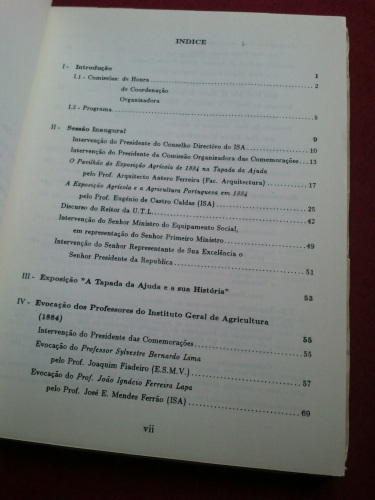 INDICE
I - Introdução 1
I.1 - Comissões: de Honra 2
de Coordenação
Organizadora
I.2 - Programa 5
II - Sessão Inaugural 9
Intervenção do Presidente do Conselho Directivo do ISA 10
Intervenção do Presidente da Comissão Organizadora das Comemorações 13
O Pavilhão de Exposição Agrícola de 1884 na Tapada da Ajuda
pelo Prof. Arquitecto Antero Ferreira (Fac. Arquitectura) 17
A Exposição Agrícola e a Agricultura Portuguesa em 1884 25
pelo Prof. Eugénio de Castro Caldas (ISA)
Discurso do Reitor da U.T.L. 42
Intervenção do Senhor Ministro do Equipamento Social,
em representação do Senhor Primeiro Ministro 49
Intervenção do Senhor Representante de Sua Excelência o
Senhor Presidente da Republica 51
III - Exposição "A Tapada da Ajuda e a sua História" 53
IV - Evocação dos Professores do Instituto Geral de Agricultura
(1884) 55
Intervenção do Presidente das Comemorações 55
Evocação do Professor Sylvestre Bernardo Lima
pelo Prof. Joaquim Fiadeiro (E.S.M.V.) 57
Evocação do Prof. João Ignácio Ferreira Lapa
pelo Prof. José E. Mendes Ferrão (ISA) 69
vii